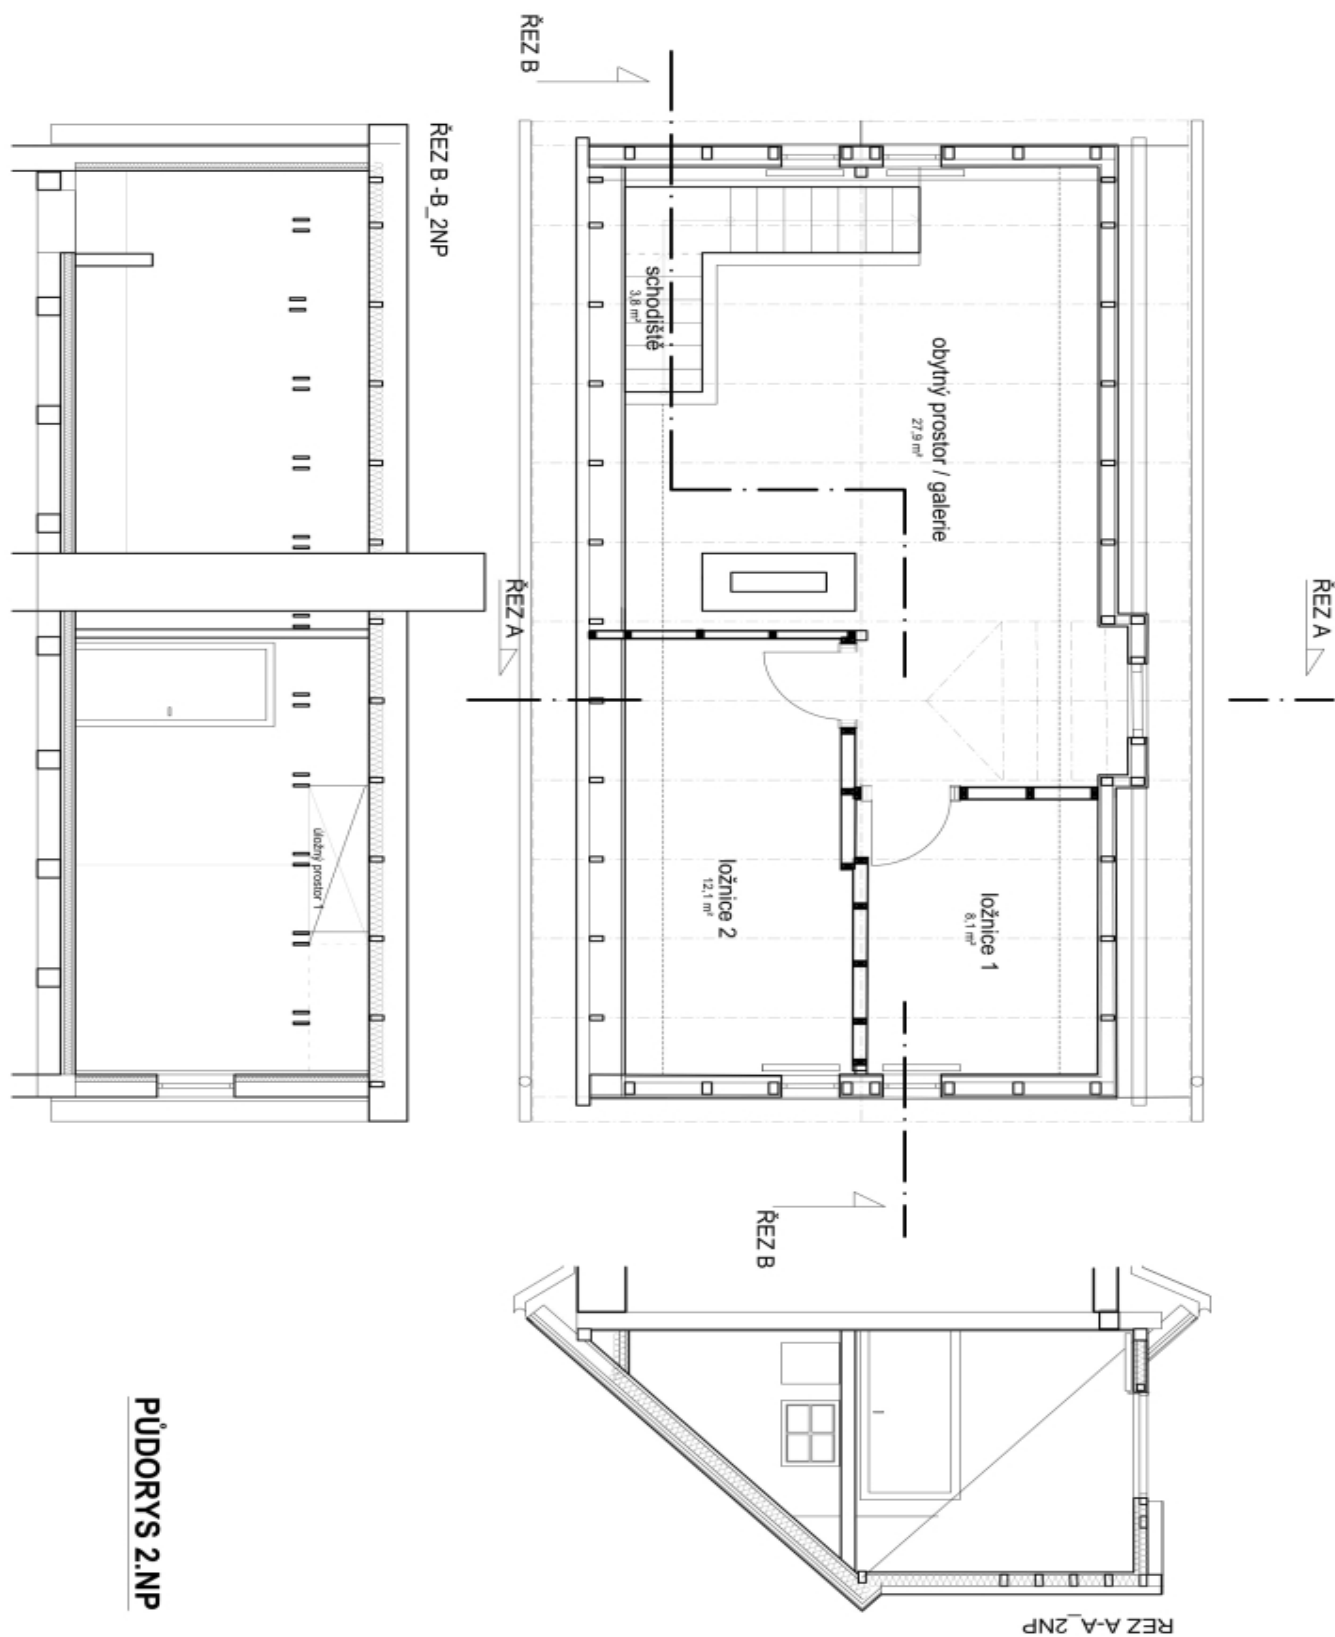 ŘEZ B
ŘEZ B -B_2NP
schodiště
3,8 m²
obytný prostor / galerie
27,9 m²
ŘEZ A
ŘEZ A
úložný prostor 1
ložnice 2
12,1 m²
ložnice 1
8,1 m²
ŘEZ B
PŮDORYS 2.NP
ŘEZ A-A_2NP